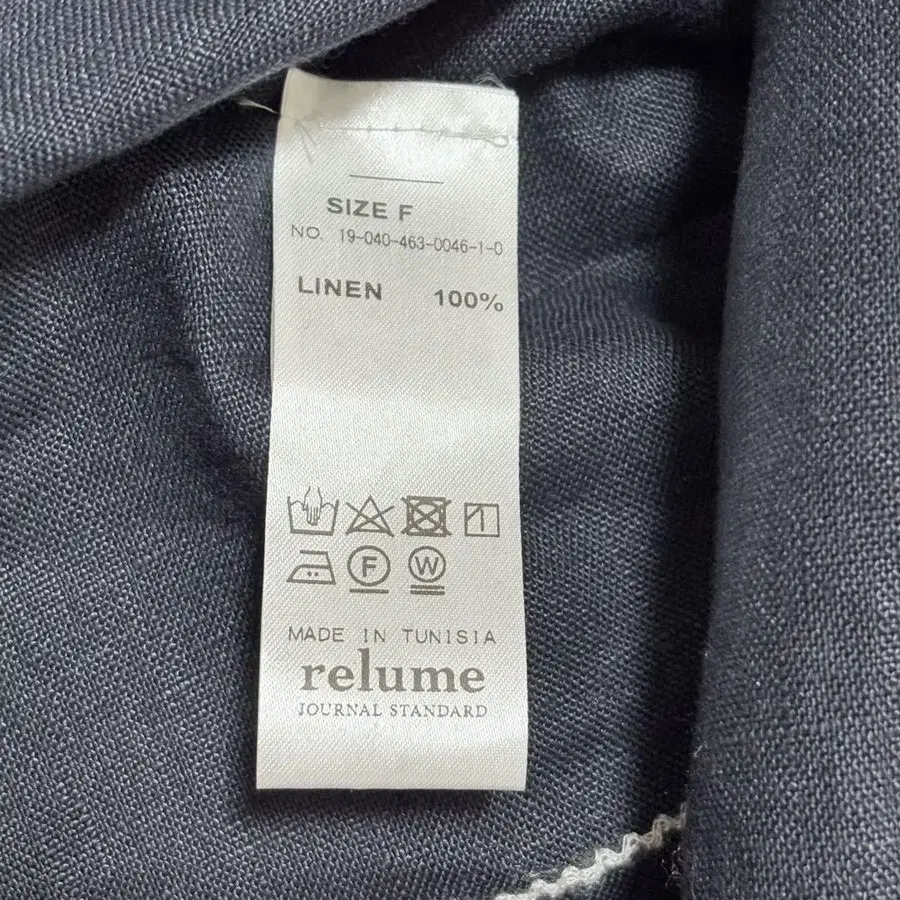 SIZE F
NO. 19-040-463-0046-1-0
LINEN 100%
F W
MADE IN TUNISIA
relume
JOURNAL STANDARD